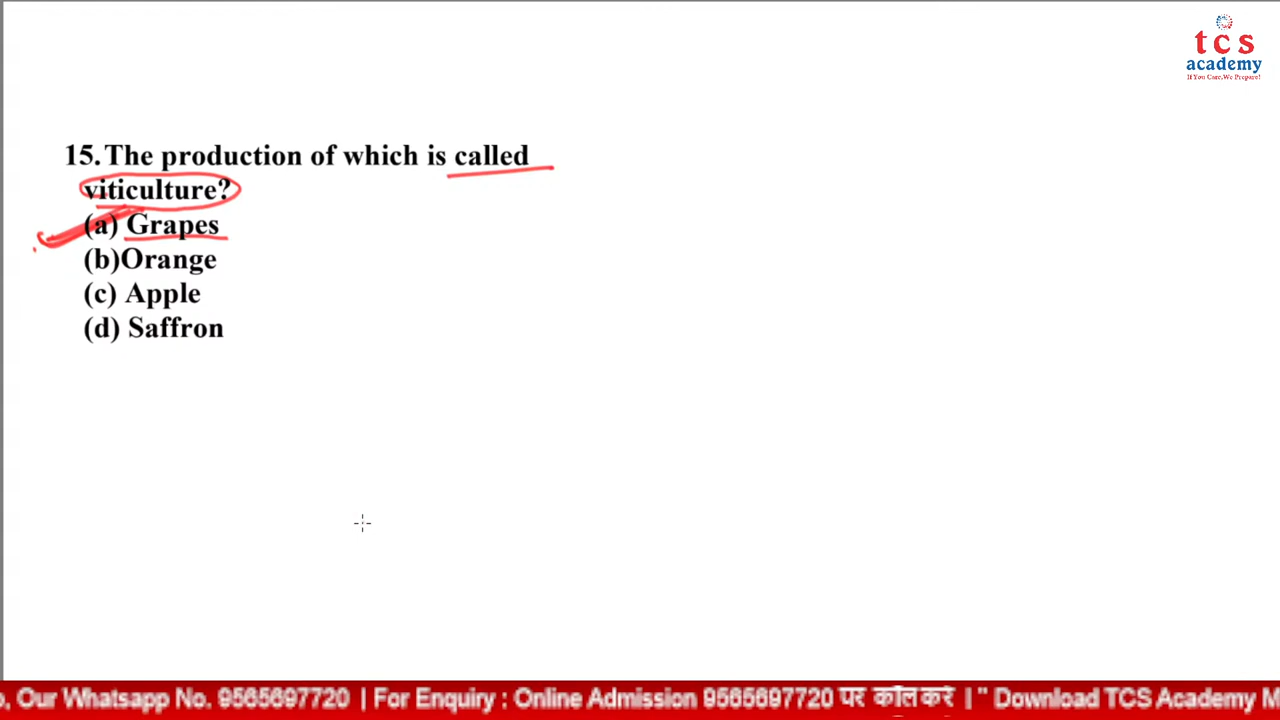 tcs
academy
If You Care,We Prepare!
15. The production of which is called
viticulture?
(a) Grapes
(b)Orange
(c) Apple
(d) Saffron
, Our Whatsapp No. 9565697720 | For Enquiry : Online Admission 9565697720 पर कॉल करें | " Download TCS Academy